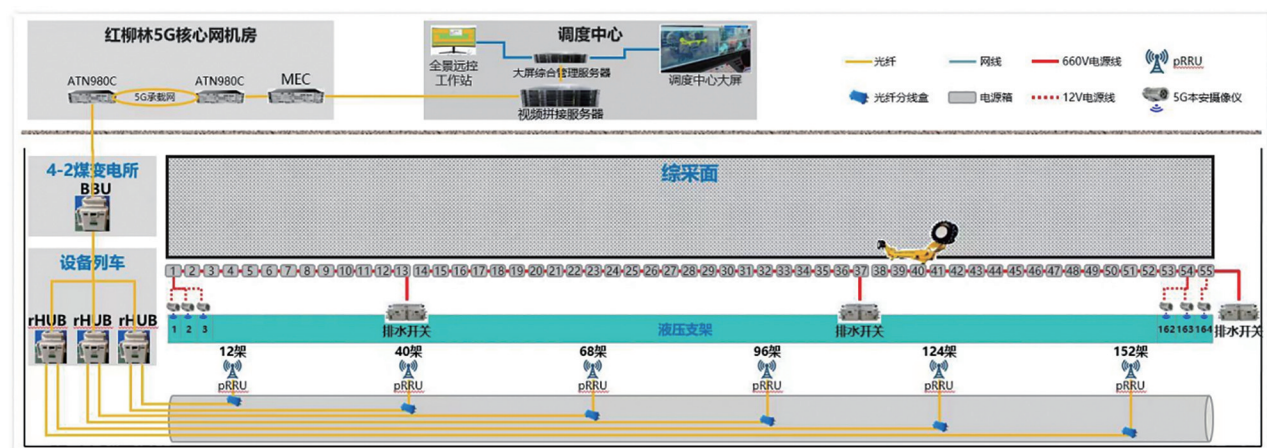 红柳林5G核心网机房
ATN980C
5G承载网
ATN980C
MEC
调度中心
全景远控
工作站
大屏综合管理服务器
视频拼接服务器
调度中心大屏
光纤
网线
660V电源线
pRRU
光纤分线盒
电源箱
12V电源线
5G本安摄像仪
4-2煤变电所
BBU
综采面
设备列车
rHUB rHUB rHUB
1 2 3 4 5 6 7 8 9 10 11 12 13 14 15 16 17 18 19 20 21 22 23 24 25 26 27 28 29 30 31 32 33 34 35 36 37 38 39 40 41 42 43 44 45 46 47 48 49 50 51 52 53 54 55
1 2 3
162 163 164
排水开关
液压支架
排水开关
排水开关
12架 40架 68架 96架 124架 152架
pRRU pRRU pRRU pRRU pRRU pRRU